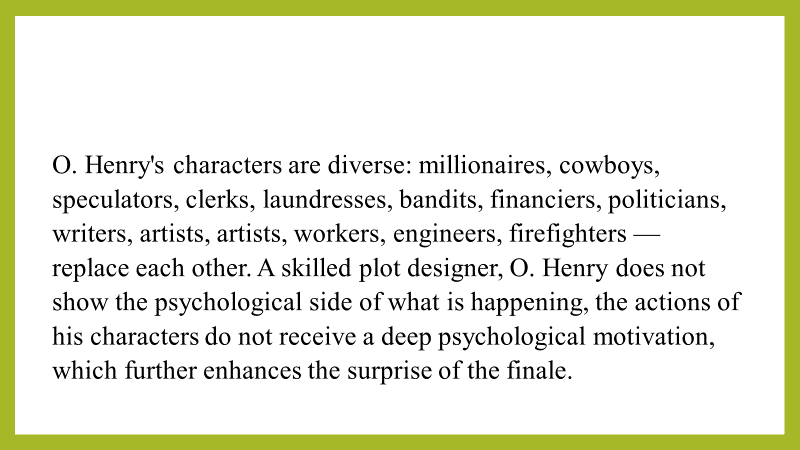 O. Henry's characters are diverse: millionaires, cowboys,
speculators, clerks, laundresses, bandits, financiers, politicians,
writers, artists, artists, workers, engineers, firefighters —
replace each other. A skilled plot designer, O. Henry does not
show the psychological side of what is happening, the actions of
his characters do not receive a deep psychological motivation,
which further enhances the surprise of the finale.